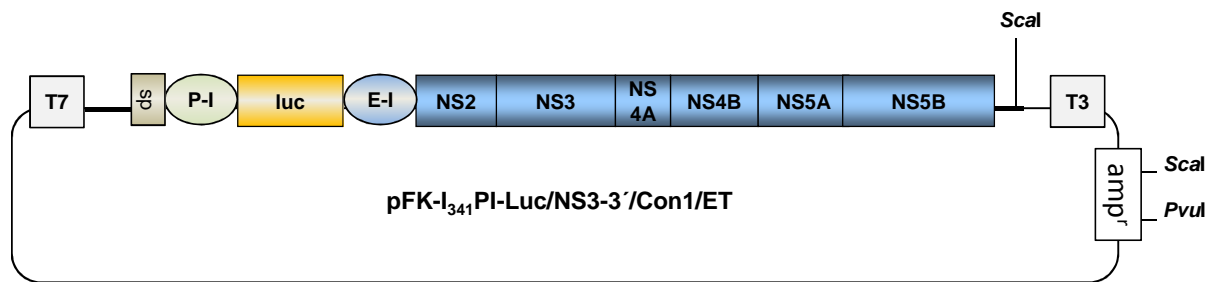 ScaI
T7
sp
P-I
luc
E-I
NS2
NS3
NS
4A
NS4B
NS5A
NS5B
T3
ampʳ
ScaI
PvuI
pFK-I₃₄₁PI-Luc/NS3-3´/Con1/ET